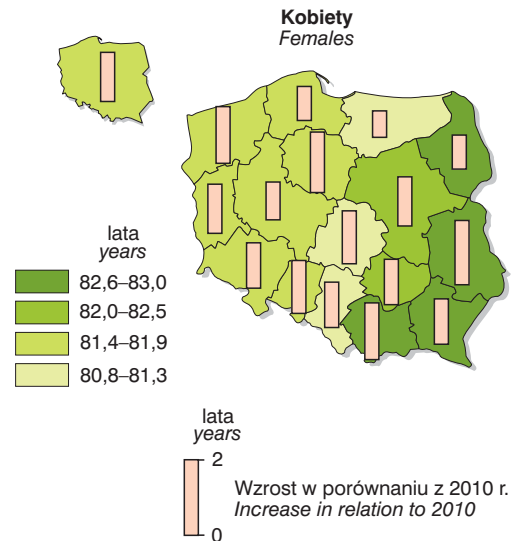 Kobiety
Females
lata
years
82,6–83,0
82,0–82,5
81,4–81,9
80,8–81,3
lata
years
2
0
Wzrost w porównaniu z 2010 r.
Increase in relation to 2010